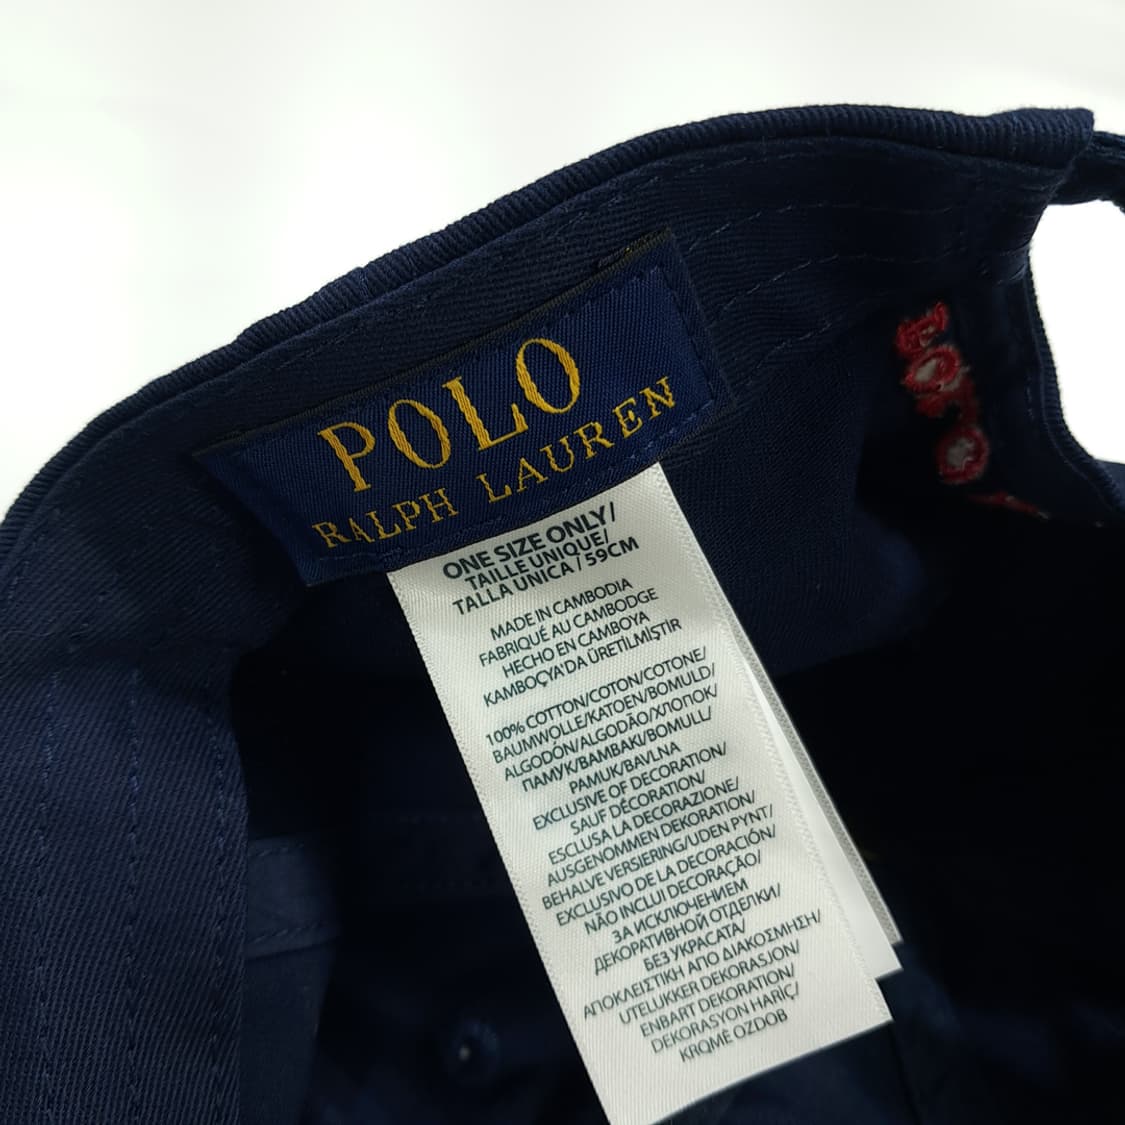 POLO
RALPH LAUREN
ONE SIZE ONLY/
TAILLE UNIQUE/
TALLA UNICA / 59CM
MADE IN CAMBODIA
FABRIQUÉ AU CAMBODGE
HECHO EN CAMBOYA
KAMBOÇYA'DA ÜRETİLMİŞTİR
100% COTTON/COTON/COTONE/
BAUMWOLLE/KATOEN/BOMULD/
ALGODÓN/ALGODÃO/ХЛОПОК/
ПАМУК/ΒΑΜΒΑΚΙ/BOMULL/
PAMUK/BAVLNA
EXCLUSIVE OF DECORATION/
SAUF DÉCORATION/
ESCLUSA LA DECORAZIONE/
AUSGENOMMEN DEKORATION/
BEHALVE VERSIERING/UDEN PYNT/
EXCLUSIVO DE LA DECORACIÓN/
NÃO INCLUI DECORAÇÃO/
ЗА ИСКЛЮЧЕНИЕМ
ДЕКОРАТИВНОЙ ОТДЕЛКИ/
БЕЗ УКРАСАТА/
ΑΠΟΚΛΕΙΣΤΙΚΗ ΑΠΟ ΔΙΑΚΟΣΜΗΣΗ/
UTELUKKER DEKORASJON/
ENBART DEKORATION/
DEKORASYON HARİÇ/
KRQMÈ OZDOB